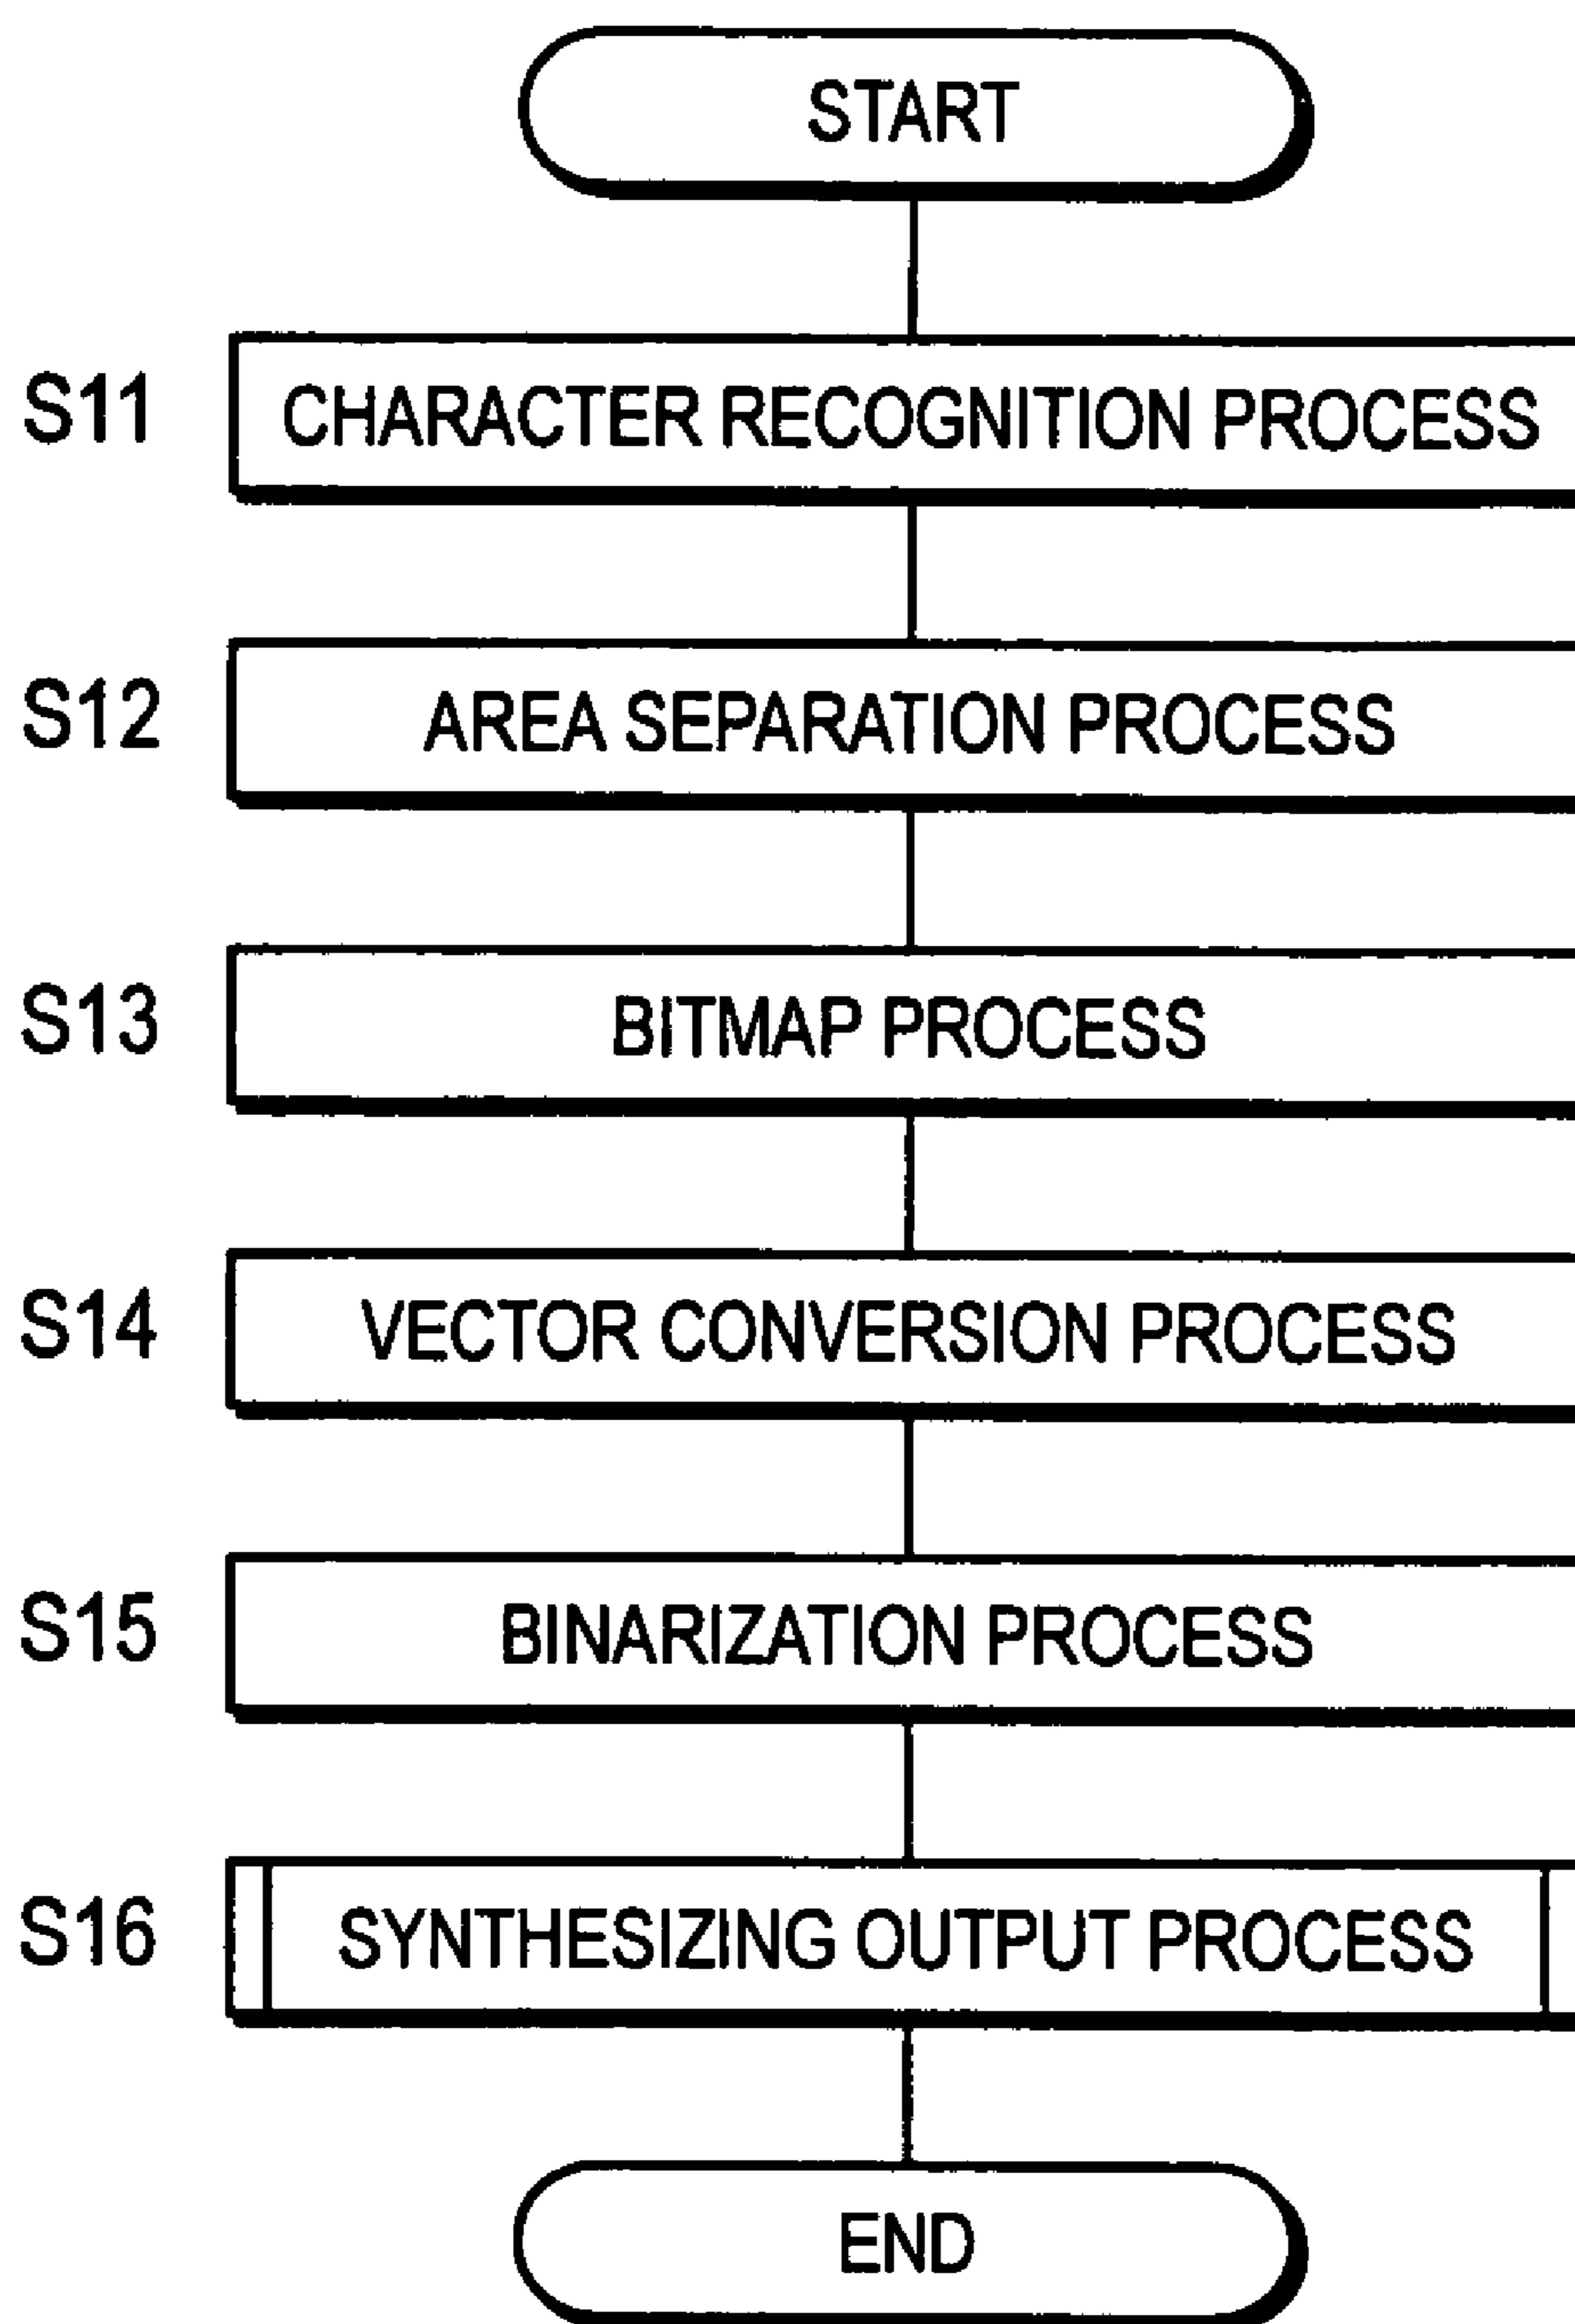 START
S11 CHARACTER RECOGNITION PROCESS
S12 AREA SEPARATION PROCESS
S13 BITMAP PROCESS
S14 VECTOR CONVERSION PROCESS
S15 BINARIZATION PROCESS
S16 SYNTHESIZING OUTPUT PROCESS
END